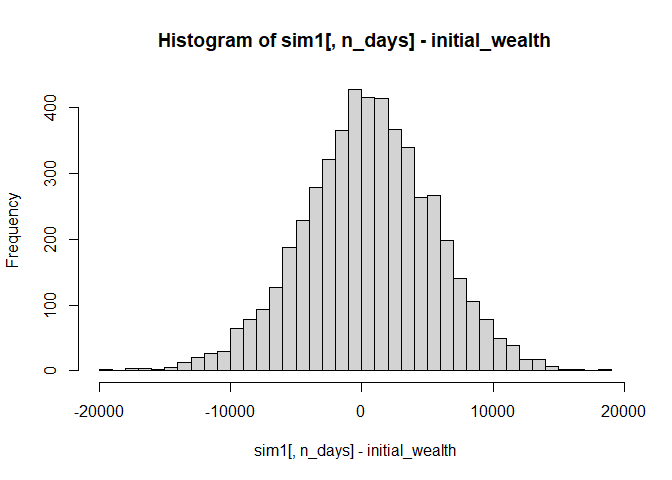 Histogram of sim1[, n_days] - initial_wealth
Frequency
400
300
200
100
0
-20000 -10000 0 10000 20000
sim1[, n_days] - initial_wealth